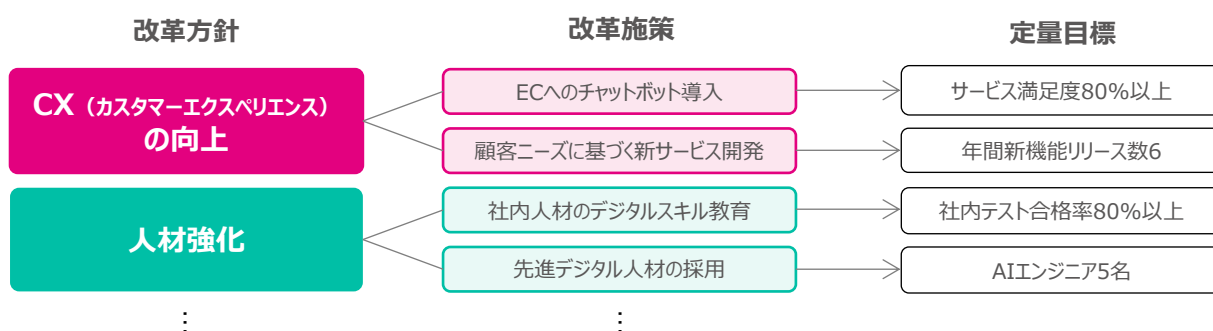 改革方針
改革施策
定量目標
CX（カスタマーエクスペリエンス）
の向上
ECへのチャットボット導入
サービス満足度80%以上
顧客ニーズに基づく新サービス開発
年間新機能リリース数6
人材強化
社内人材のデジタルスキル教育
社内テスト合格率80%以上
先進デジタル人材の採用
AIエンジニア5名
⋮
⋮